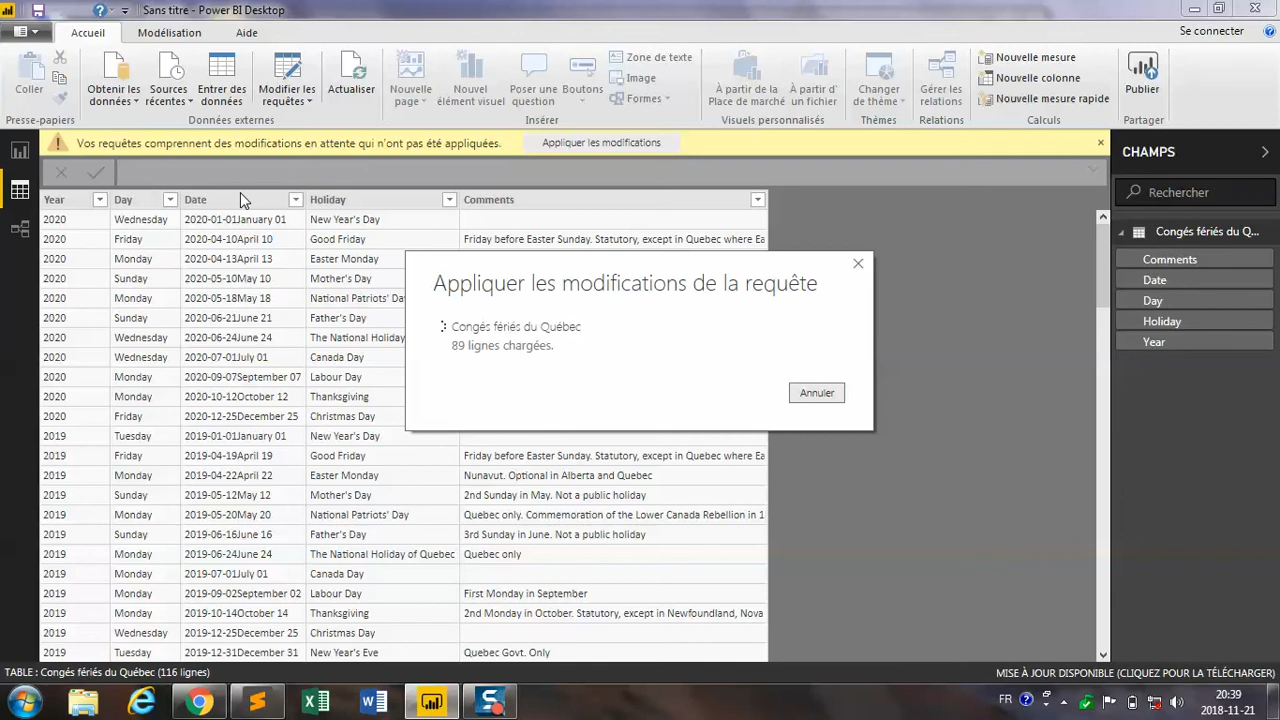 Sans titre - Power BI Desktop
Accueil
Modélisation
Aide
Se connecter
Coller
Obtenir les données
Sources récentes
Entrer des données
Modifier les requêtes
Actualiser
Nouvelle page
Nouvel élément visuel
Poser une question
Boutons
Zone de texte
Image
Formes
À partir de la Place de marché
À partir d' un fichier
Changer de thème
Gérer les relations
Nouvelle mesure
Nouvelle colonne
Nouvelle mesure rapide
Publier
Presse-papiers
Données externes
Insérer
Visuels personnalisés
Thèmes
Relations
Calculs
Partager
Vos requêtes comprennent des modifications en attente qui n'ont pas été appliquées.
Appliquer les modifications
CHAMPS
Rechercher
Congés fériés du Q...
Comments
Date
Day
Holiday
Year
Year Day Date Holiday Comments
2020 Wednesday 2020-01-01January 01 New Year's Day
2020 Friday 2020-04-10April 10 Good Friday Friday before Easter Sunday. Statutory, except in Quebec where Ea
2020 Monday 2020-04-13April 13 Easter Monday
2020 Sunday 2020-05-10May 10 Mother's Day
2020 Monday 2020-05-18May 18 National Patriots' Da
2020 Sunday 2020-06-21June 21 Father's Day
2020 Wednesday 2020-06-24June 24 The National Holiday
2020 Wednesday 2020-07-01July 01 Canada Day
2020 Monday 2020-09-07September 07 Labour Day
2020 Monday 2020-10-12October 12 Thanksgiving
2020 Friday 2020-12-25December 25 Christmas Day
2019 Tuesday 2019-01-01January 01 New Year's Day
2019 Friday 2019-04-19April 19 Good Friday Friday before Easter Sunday. Statutory, except in Quebec where Ea
2019 Monday 2019-04-22April 22 Easter Monday Nunavut. Optional in Alberta and Quebec
2019 Sunday 2019-05-12May 12 Mother's Day 2nd Sunday in May. Not a public holiday
2019 Monday 2019-05-20May 20 National Patriots' Day Quebec only. Commemoration of the Lower Canada Rebellion in 1
2019 Sunday 2019-06-16June 16 Father's Day 3rd Sunday in June. Not a public holiday
2019 Monday 2019-06-24June 24 The National Holiday of Quebec Quebec only
2019 Monday 2019-07-01July 01 Canada Day
2019 Monday 2019-09-02September 02 Labour Day First Monday in September
2019 Monday 2019-10-14October 14 Thanksgiving 2nd Monday in October. Statutory, except in Newfoundland, Nova
2019 Wednesday 2019-12-25December 25 Christmas Day
2019 Tuesday 2019-12-31December 31 New Year's Eve Quebec Govt. Only
Appliquer les modifications de la requête
Congés fériés du Québec
89 lignes chargées.
Annuler
TABLE : Congés fériés du Québec (116 lignes)
MISE À JOUR DISPONIBLE (CLIQUEZ POUR LA TÉLÉCHARGER)
FR
20:39
2018-11-21